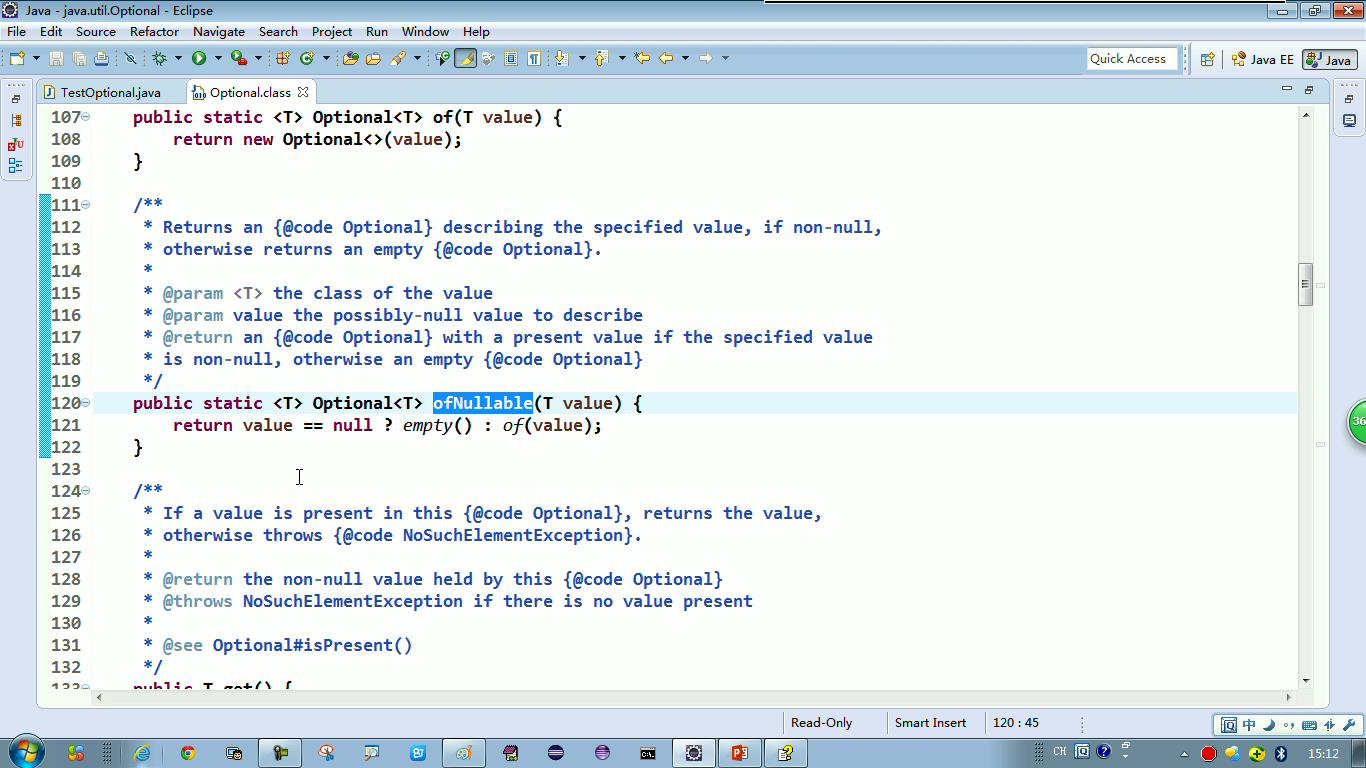 Java - java.util.Optional - Eclipse
File Edit Source Refactor Navigate Search Project Run Window Help
Quick Access
Java EE
Java
TestOptional.java
Optional.class
107 public static <T> Optional<T> of(T value) {
108 return new Optional<>(value);
109 }
110
111 /**
112 * Returns an {@code Optional} describing the specified value, if non-null,
113 * otherwise returns an empty {@code Optional}.
114 *
115 * @param <T> the class of the value
116 * @param value the possibly-null value to describe
117 * @return an {@code Optional} with a present value if the specified value
118 * is non-null, otherwise an empty {@code Optional}
119 */
120 public static <T> Optional<T> ofNullable(T value) {
121 return value == null ? empty() : of(value);
122 }
123
124 /**
125 * If a value is present in this {@code Optional}, returns the value,
126 * otherwise throws {@code NoSuchElementException}.
127 *
128 * @return the non-null value held by this {@code Optional}
129 * @throws NoSuchElementException if there is no value present
130 *
131 * @see Optional#isPresent()
132 */
133 public T get() {
36
Read-Only
Smart Insert
120 : 45
中
CH
15:12